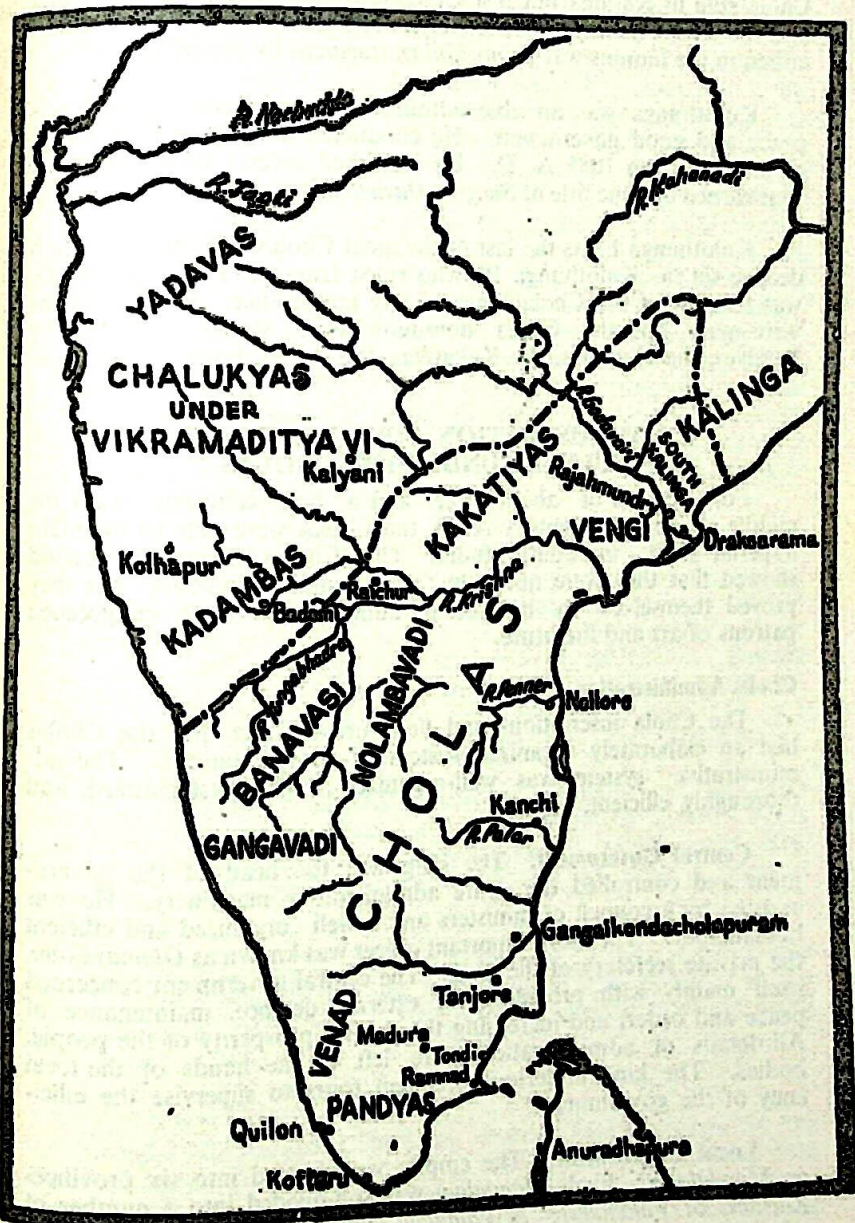 R. Narbudda
R. Tapti
R. Mahanadi
YADAVAS
CHALUKYAS
UNDER
VIKRAMADITYA VI
Kalyani
KALINGA
SOUTH
KALINGA
R. Godavari
KAKATIYAS
Rajahmundry
VENGI
Draksarama
Kolhapur
KADAMBAS
Raichur
Badami
R. Krishna
R. Tungabhadra
BANAVASI
NOLAMBAVADI
R. Penner
Nellore
CHOLAS
Kanchi
R. Palar
GANGAVADI
Gangaikondacholapuram
Tanjore
VENAD
Madura
Tondi
Ramnad
PANDYAS
Quilon
Kottaru
Anuradhapura